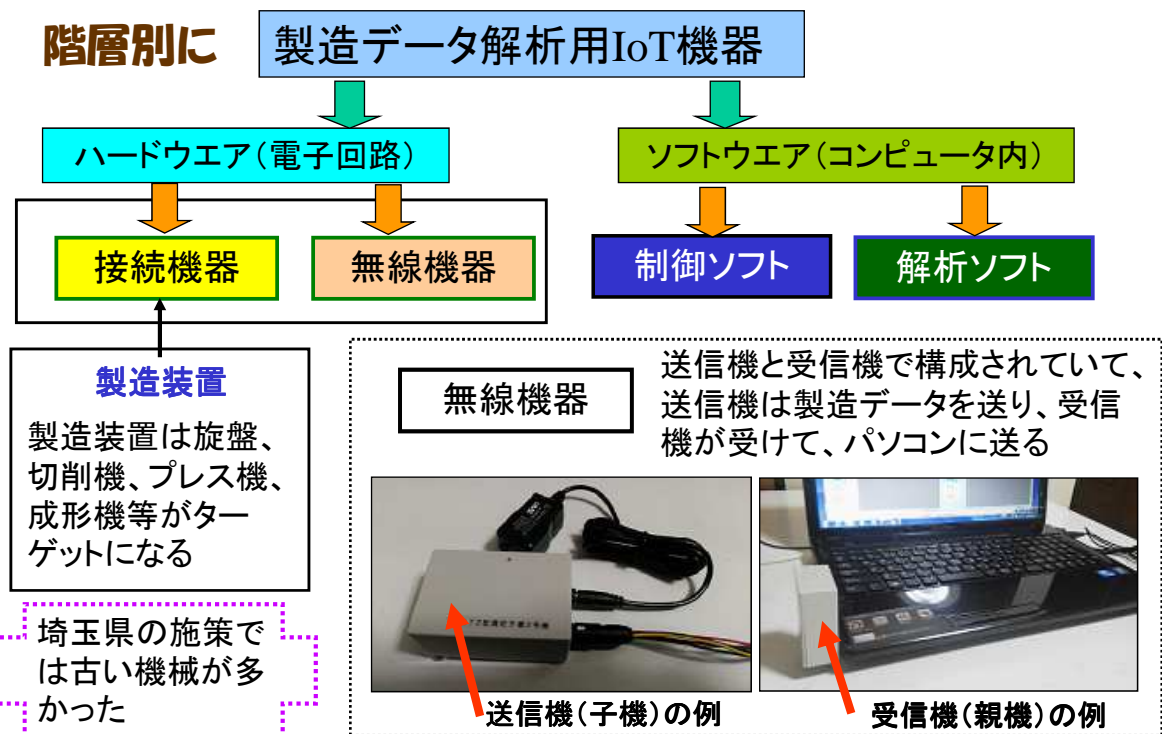 階層別に
製造データ解析用IoT機器
ハードウエア(電子回路)
ソフトウエア(コンピュータ内)
接続機器
無線機器
制御ソフト
解析ソフト
製造装置
製造装置は旋盤、
切削機、プレス機、
成形機等がター
ゲットになる
埼玉県の施策で
は古い機械が多
かった
無線機器
送信機と受信機で構成されていて、
送信機は製造データを送り、受信
機が受けて、パソコンに送る
送信機(子機)の例
受信機(親機)の例